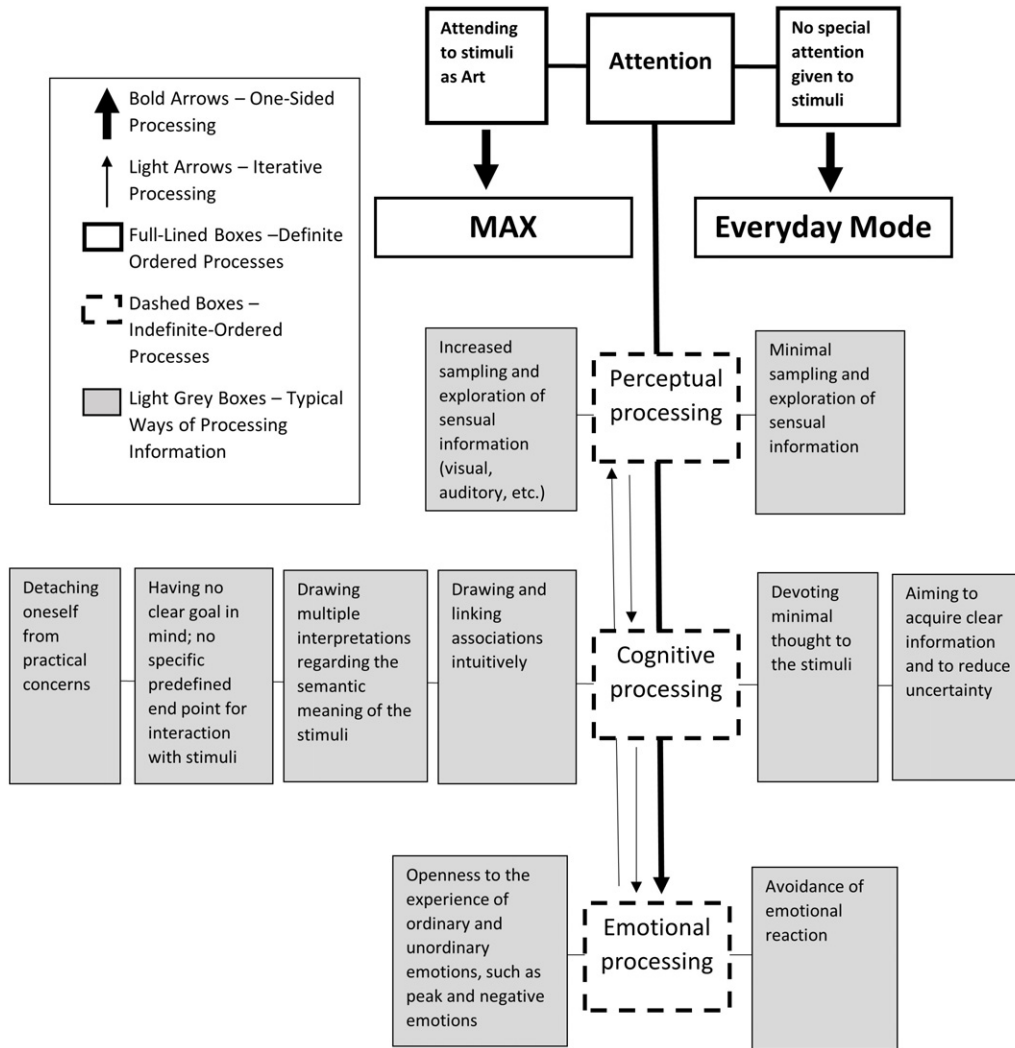 Attending
to stimuli
as Art
Attention
No special
attention
given to
stimuli
Bold Arrows – One-Sided
Processing
Light Arrows – Iterative
Processing
Full-Lined Boxes –Definite
Ordered Processes
Dashed Boxes –
Indefinite-Ordered
Processes
Light Grey Boxes – Typical
Ways of Processing
Information
MAX
Everyday Mode
Increased
sampling and
exploration of
sensual
information
(visual,
auditory, etc.)
Perceptual
processing
Minimal
sampling and
exploration of
sensual
information
Detaching
oneself
from
practical
concerns
Having no
clear goal in
mind; no
specific
predefined
end point for
interaction
with stimuli
Drawing
multiple
interpretations
regarding the
semantic
meaning of the
stimuli
Drawing and
linking
associations
intuitively
Cognitive
processing
Devoting
minimal
thought to
the stimuli
Aiming to
acquire clear
information
and to reduce
uncertainty
Openness to the
experience of
ordinary and
unordinary
emotions, such as
peak and negative
emotions
Emotional
processing
Avoidance of
emotional
reaction